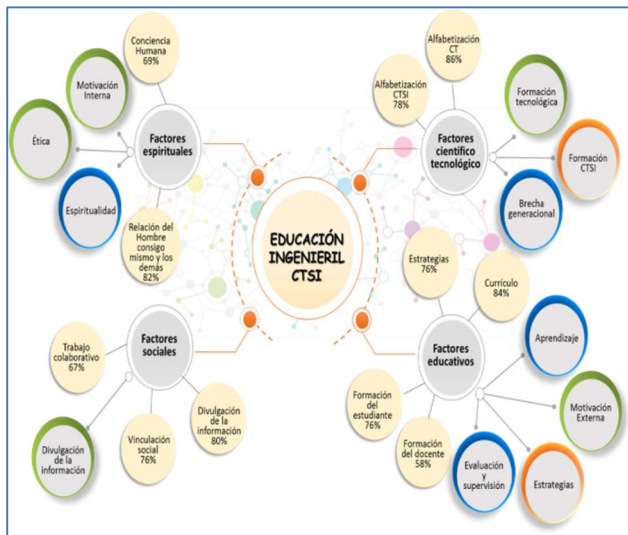 Conciencia
Humana
69%
Motivación
Interna
Ética
Espiritualidad
Factores
espirituales
Relación del
Hombre
consigo
mismo y los
demás
82%
Alfabetización
CT
86%
Alfabetización
CTSI
78%
Factores
científico
tecnológico
Formación
tecnológica
Formación
CTSI
Brecha
generacional
EDUCACIÓN
INGENIERIL
CTSI
Factores
sociales
Trabajo
colaborativo
67%
Divulgación
de la
información
Vinculación
social
76%
Divulgación
de la
información
80%
Estrategias
76%
Currículo
84%
Factores
educativos
Aprendizaje
Motivación
Externa
Formación
del
estudiante
76%
Formación
del docente
58%
Evaluación
y
supervisión
Estrategias